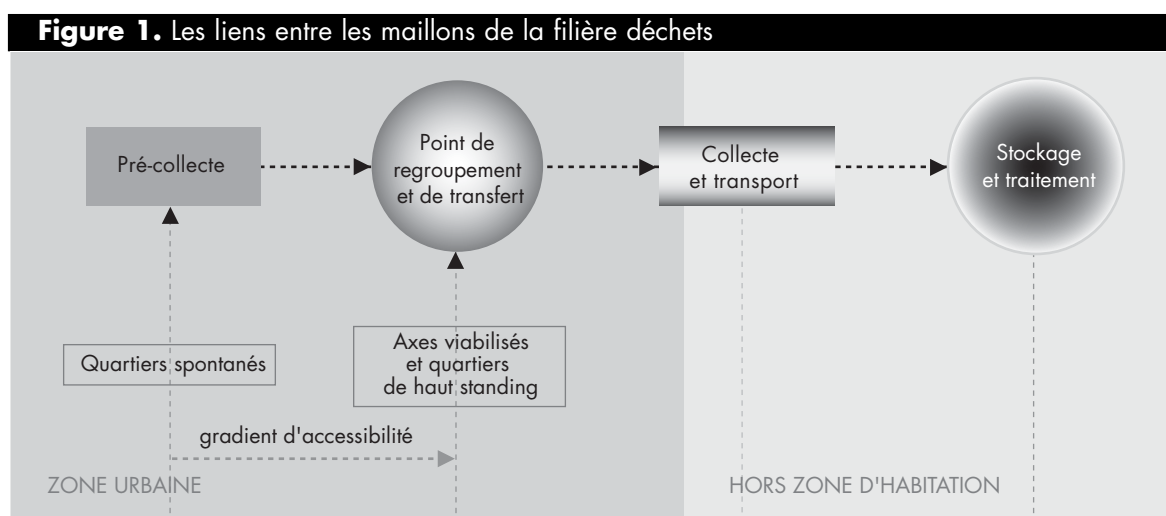 Figure 1. Les liens entre les maillons de la filière déchets
Pré-collecte
Point de
regroupement
et de transfert
Collecte
et transport
Stockage
et traitement
Quartiers spontanés
Axes viabilisés
et quartiers
de haut standing
gradient d'accessibilité
ZONE URBAINE
HORS ZONE D'HABITATION